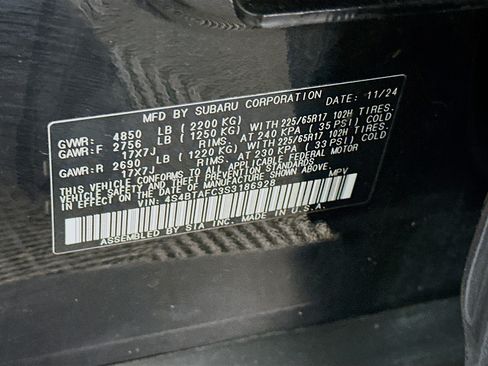 MFD BY SUBARU CORPORATION DATE: 11/24
GVWR: 4850 LB (2200 KG)
GAWR:F 2756 LB (1250 KG) WITH 225/65R17 102H TIRES.
17X7J RIMS. AT 240 KPA (35 PSI) COLD
GAWR:R 2690 LB (1220 KG) WITH 225/65R17 102H TIRES.
17X7J RIMS. AT 230 KPA (33 PSI) COLD
THIS VEHICLE CONFORMS TO ALL APPLICABLE FEDERAL MOTOR
VEHICLE SAFETY AND THEFT PREVENTION STANDARDS
IN EFFECT ON THE DATE OF MANUFACTURE SHOWN ABOVE.
VIN: 4S4BTAFC3S3186928 MPV
ASSEMBLED BY SIA INC. MADE IN U.S.A.